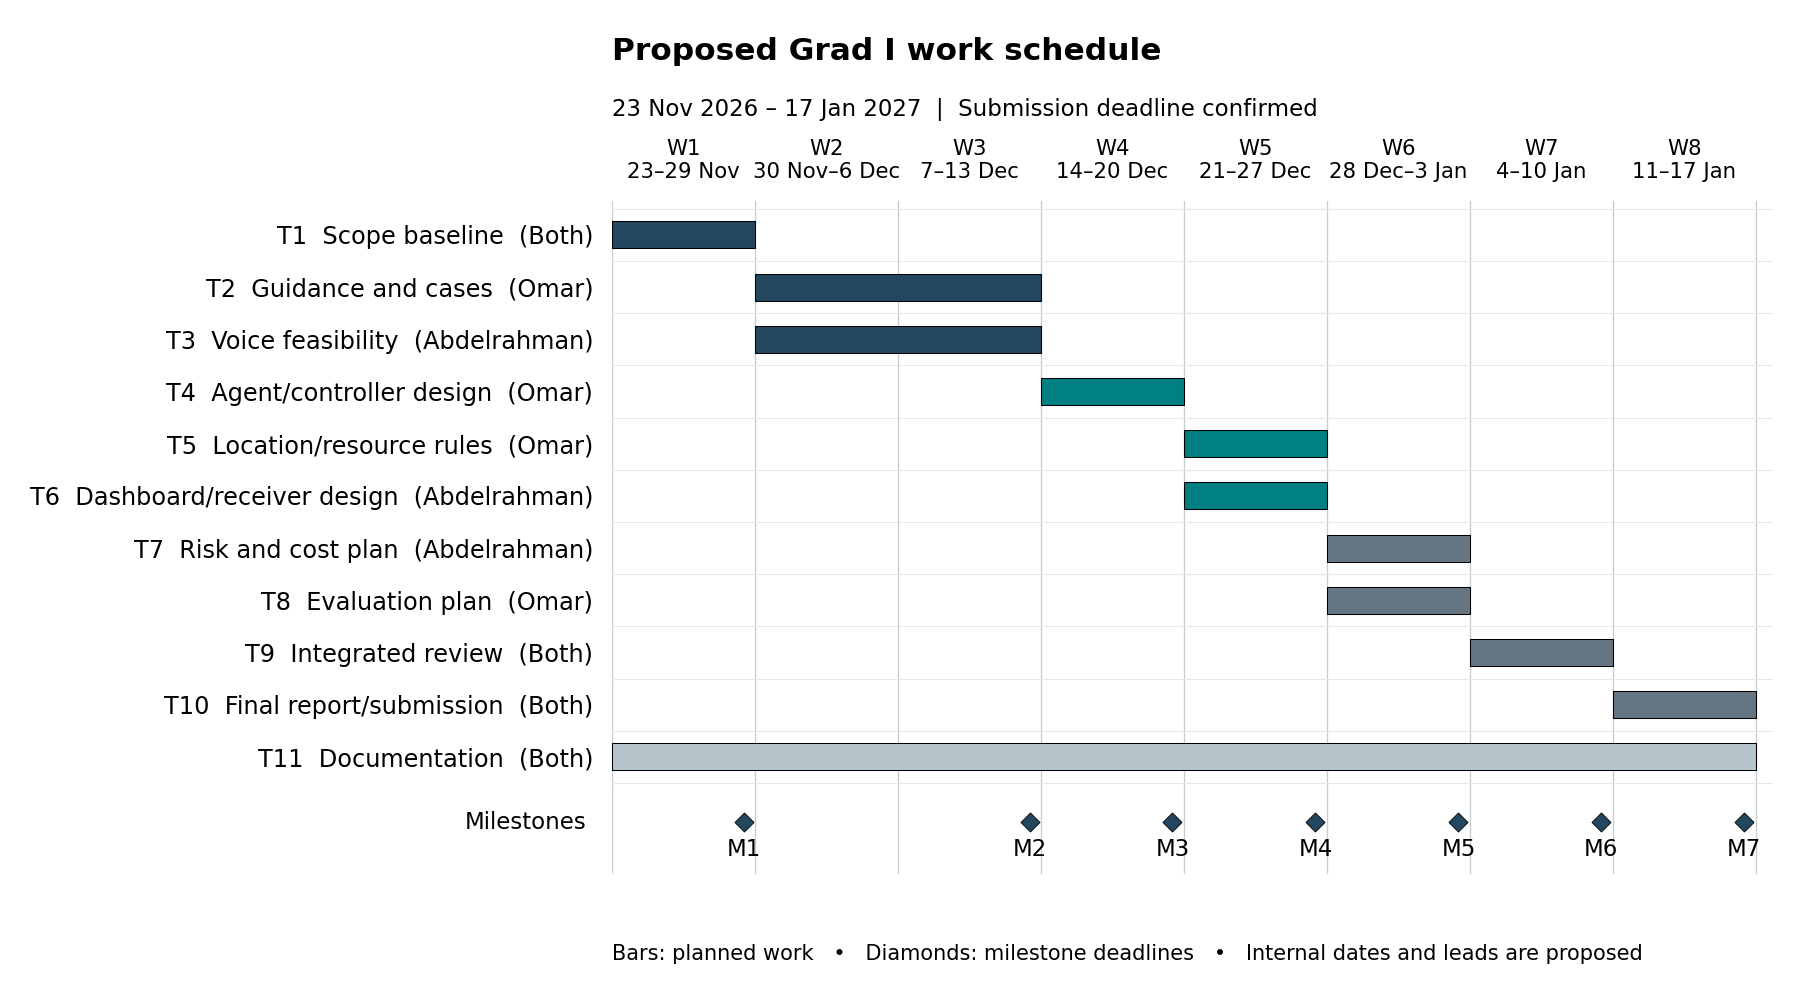 Proposed Grad I work schedule
23 Nov 2026 – 17 Jan 2027  |  Submission deadline confirmed
W1 W2 W3 W4 W5 W6 W7 W8
23–29 Nov 30 Nov–6 Dec 7–13 Dec 14–20 Dec 21–27 Dec 28 Dec–3 Jan 4–10 Jan 11–17 Jan
T1  Scope baseline  (Both)
T2  Guidance and cases  (Omar)
T3  Voice feasibility  (Abdelrahman)
T4  Agent/controller design  (Omar)
T5  Location/resource rules  (Omar)
T6  Dashboard/receiver design  (Abdelrahman)
T7  Risk and cost plan  (Abdelrahman)
T8  Evaluation plan  (Omar)
T9  Integrated review  (Both)
T10  Final report/submission  (Both)
T11  Documentation  (Both)
Milestones
M1 M2 M3 M4 M5 M6 M7
Bars: planned work   •   Diamonds: milestone deadlines   •   Internal dates and leads are proposed